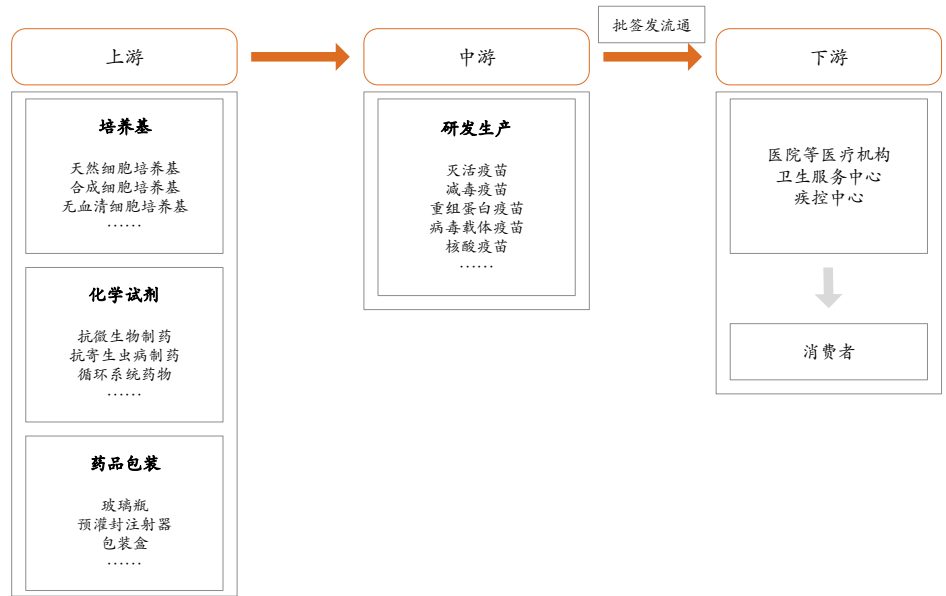 批签发流通
上游
中游
下游
培养基
天然细胞培养基
合成细胞培养基
无血清细胞培养基
……
化学试剂
抗微生物制药
抗寄生虫病制药
循环系统药物
……
药品包装
玻璃瓶
预灌封注射器
包装盒
……
研发生产
灭活疫苗
减毒疫苗
重组蛋白疫苗
病毒载体疫苗
核酸疫苗
……
医院等医疗机构
卫生服务中心
疾控中心
消费者